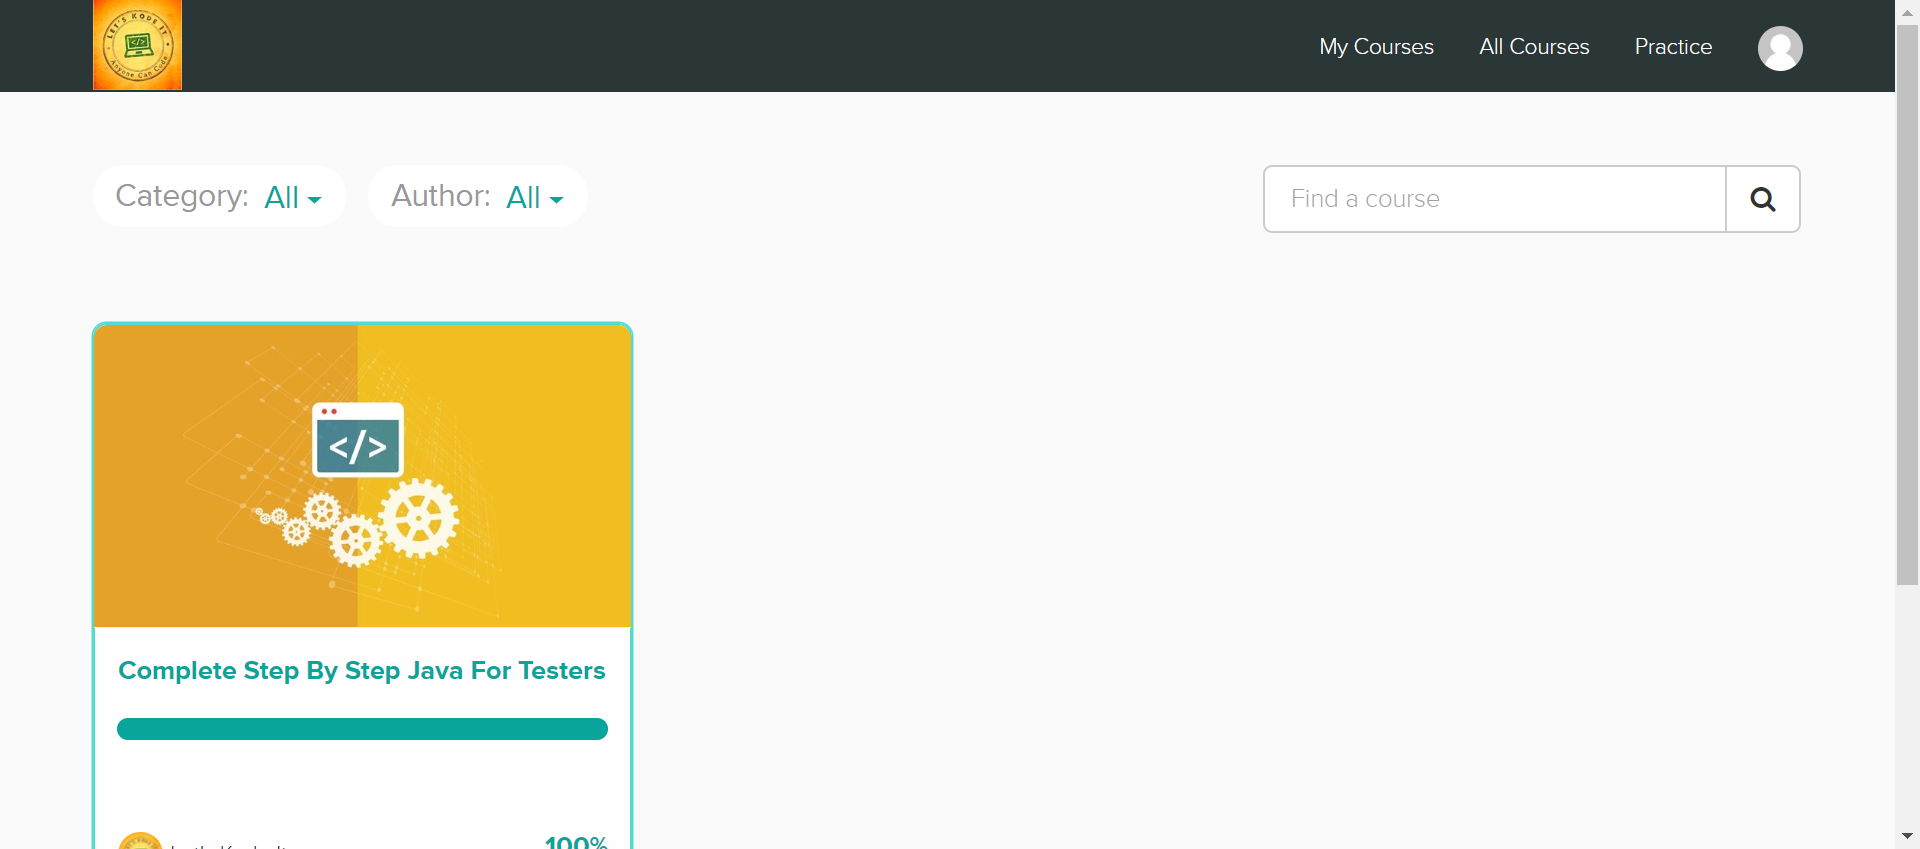 LET'S KODE IT
Anyone Can Code
My Courses
All Courses
Practice
Category: All
Author: All
Find a course
</>
Complete Step By Step Java For Testers
100%